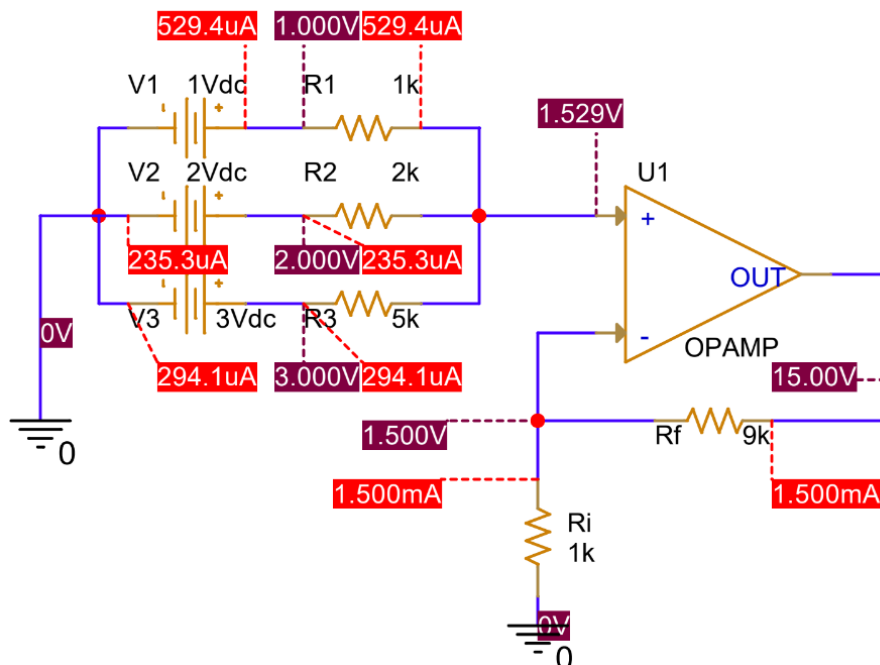 529.4uA 1.000V 529.4uA
V1 1Vdc R1 1k
1.529V
V2 2Vdc R2 2k
U1
+
235.3uA 2.000V 235.3uA
OUT
V3 3Vdc R3 5k
0V
-
OPAMP
294.1uA 3.000V 294.1uA
15.00V
1.500V
Rf 9k
0
1.500mA
1.500mA
Ri
1k
0V
0